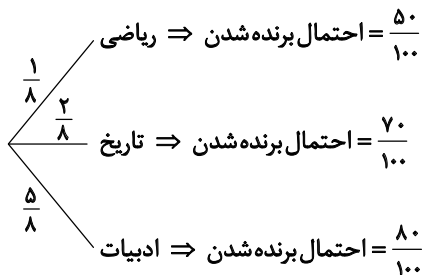 ۱/۸ ریاضی ⇒ احتمال برنده‌شدن = ۵۰/۱۰۰
۲/۸ تاریخ ⇒ احتمال برنده‌شدن = ۷۰/۱۰۰
۵/۸ ادبیات ⇒ احتمال برنده‌شدن = ۸۰/۱۰۰